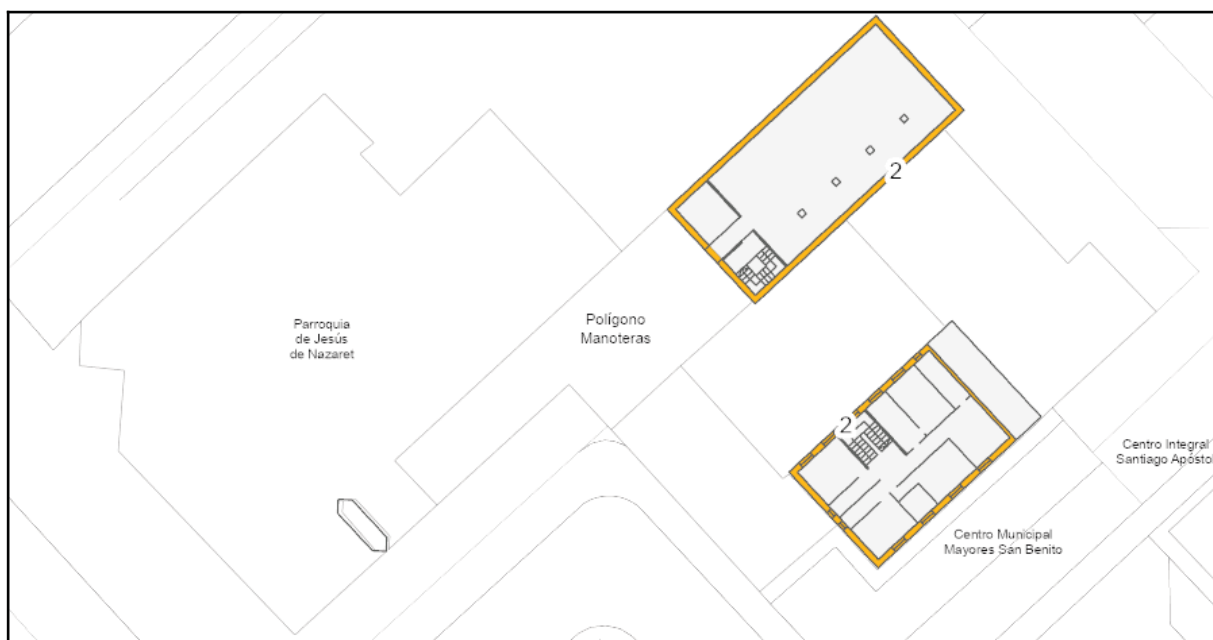 2
Polígono
Manoteras
Parroquia
de Jesús
de Nazaret
2
Centro Integral
Santiago Apóstol
Centro Municipal
Mayores San Benito